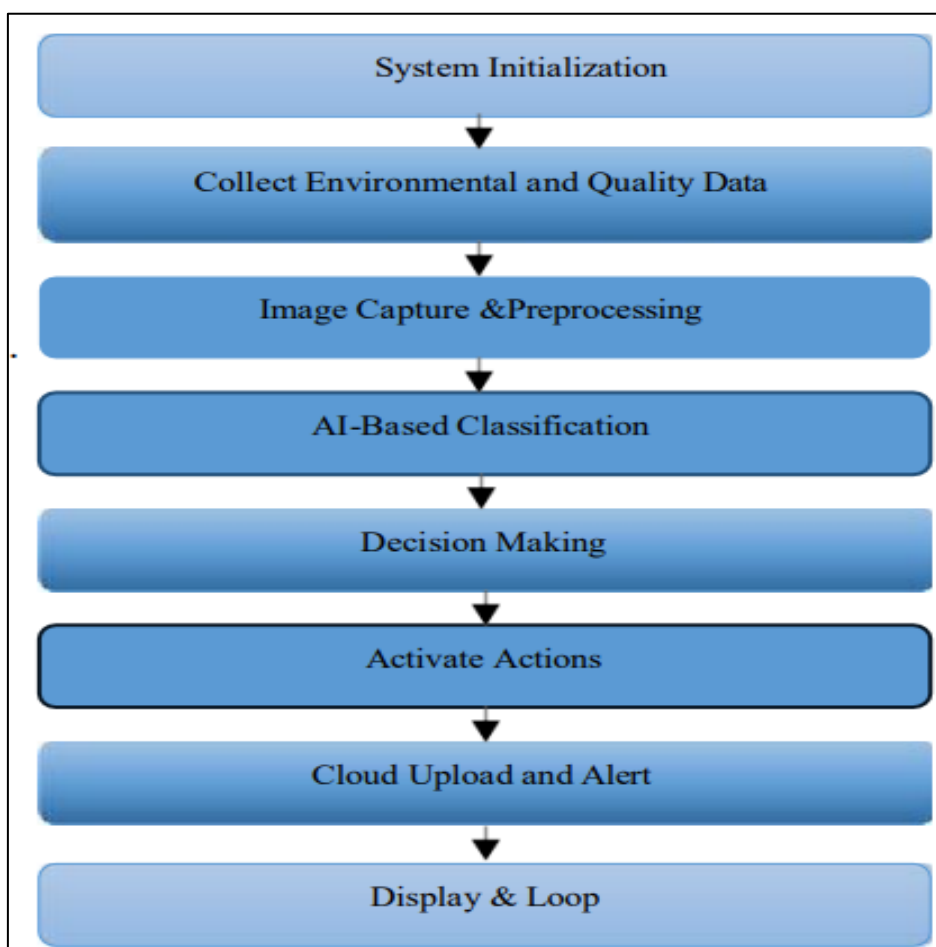 System Initialization
Collect Environmental and Quality Data
Image Capture &Preprocessing
AI-Based Classification
Decision Making
Activate Actions
Cloud Upload and Alert
Display & Loop